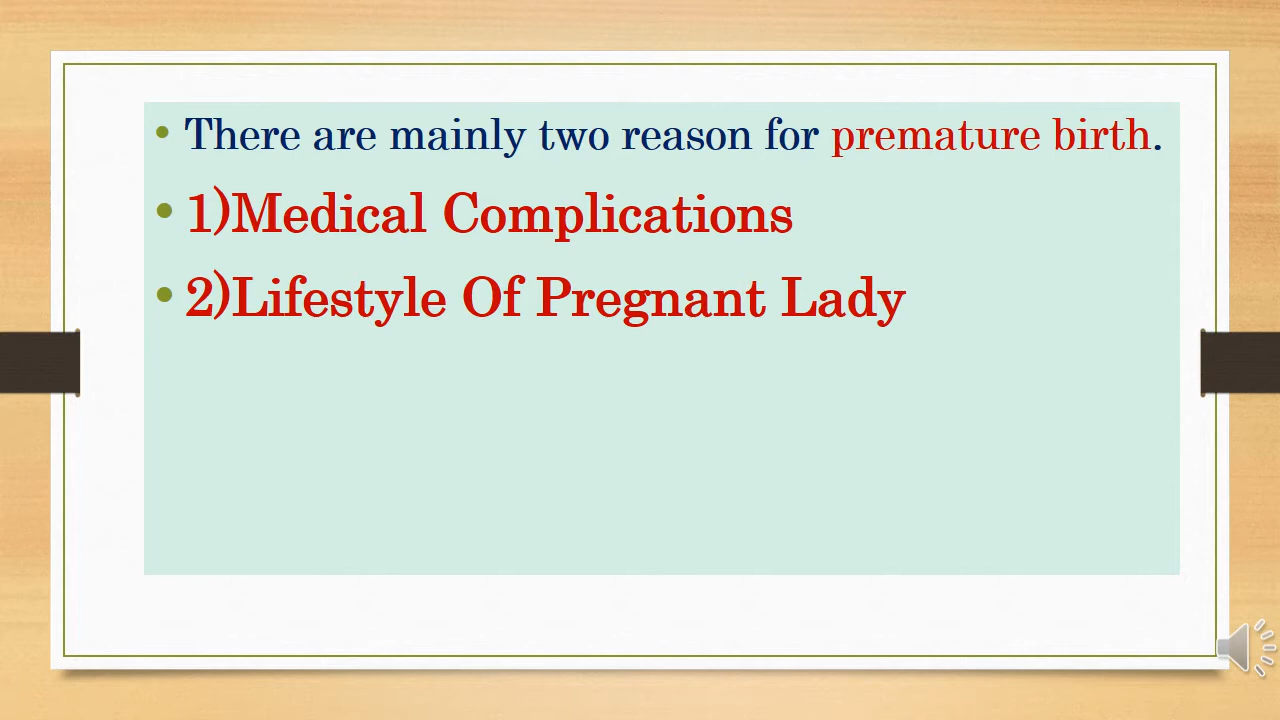 • There are mainly two reason for premature birth.
• 1)Medical Complications
• 2)Lifestyle Of Pregnant Lady